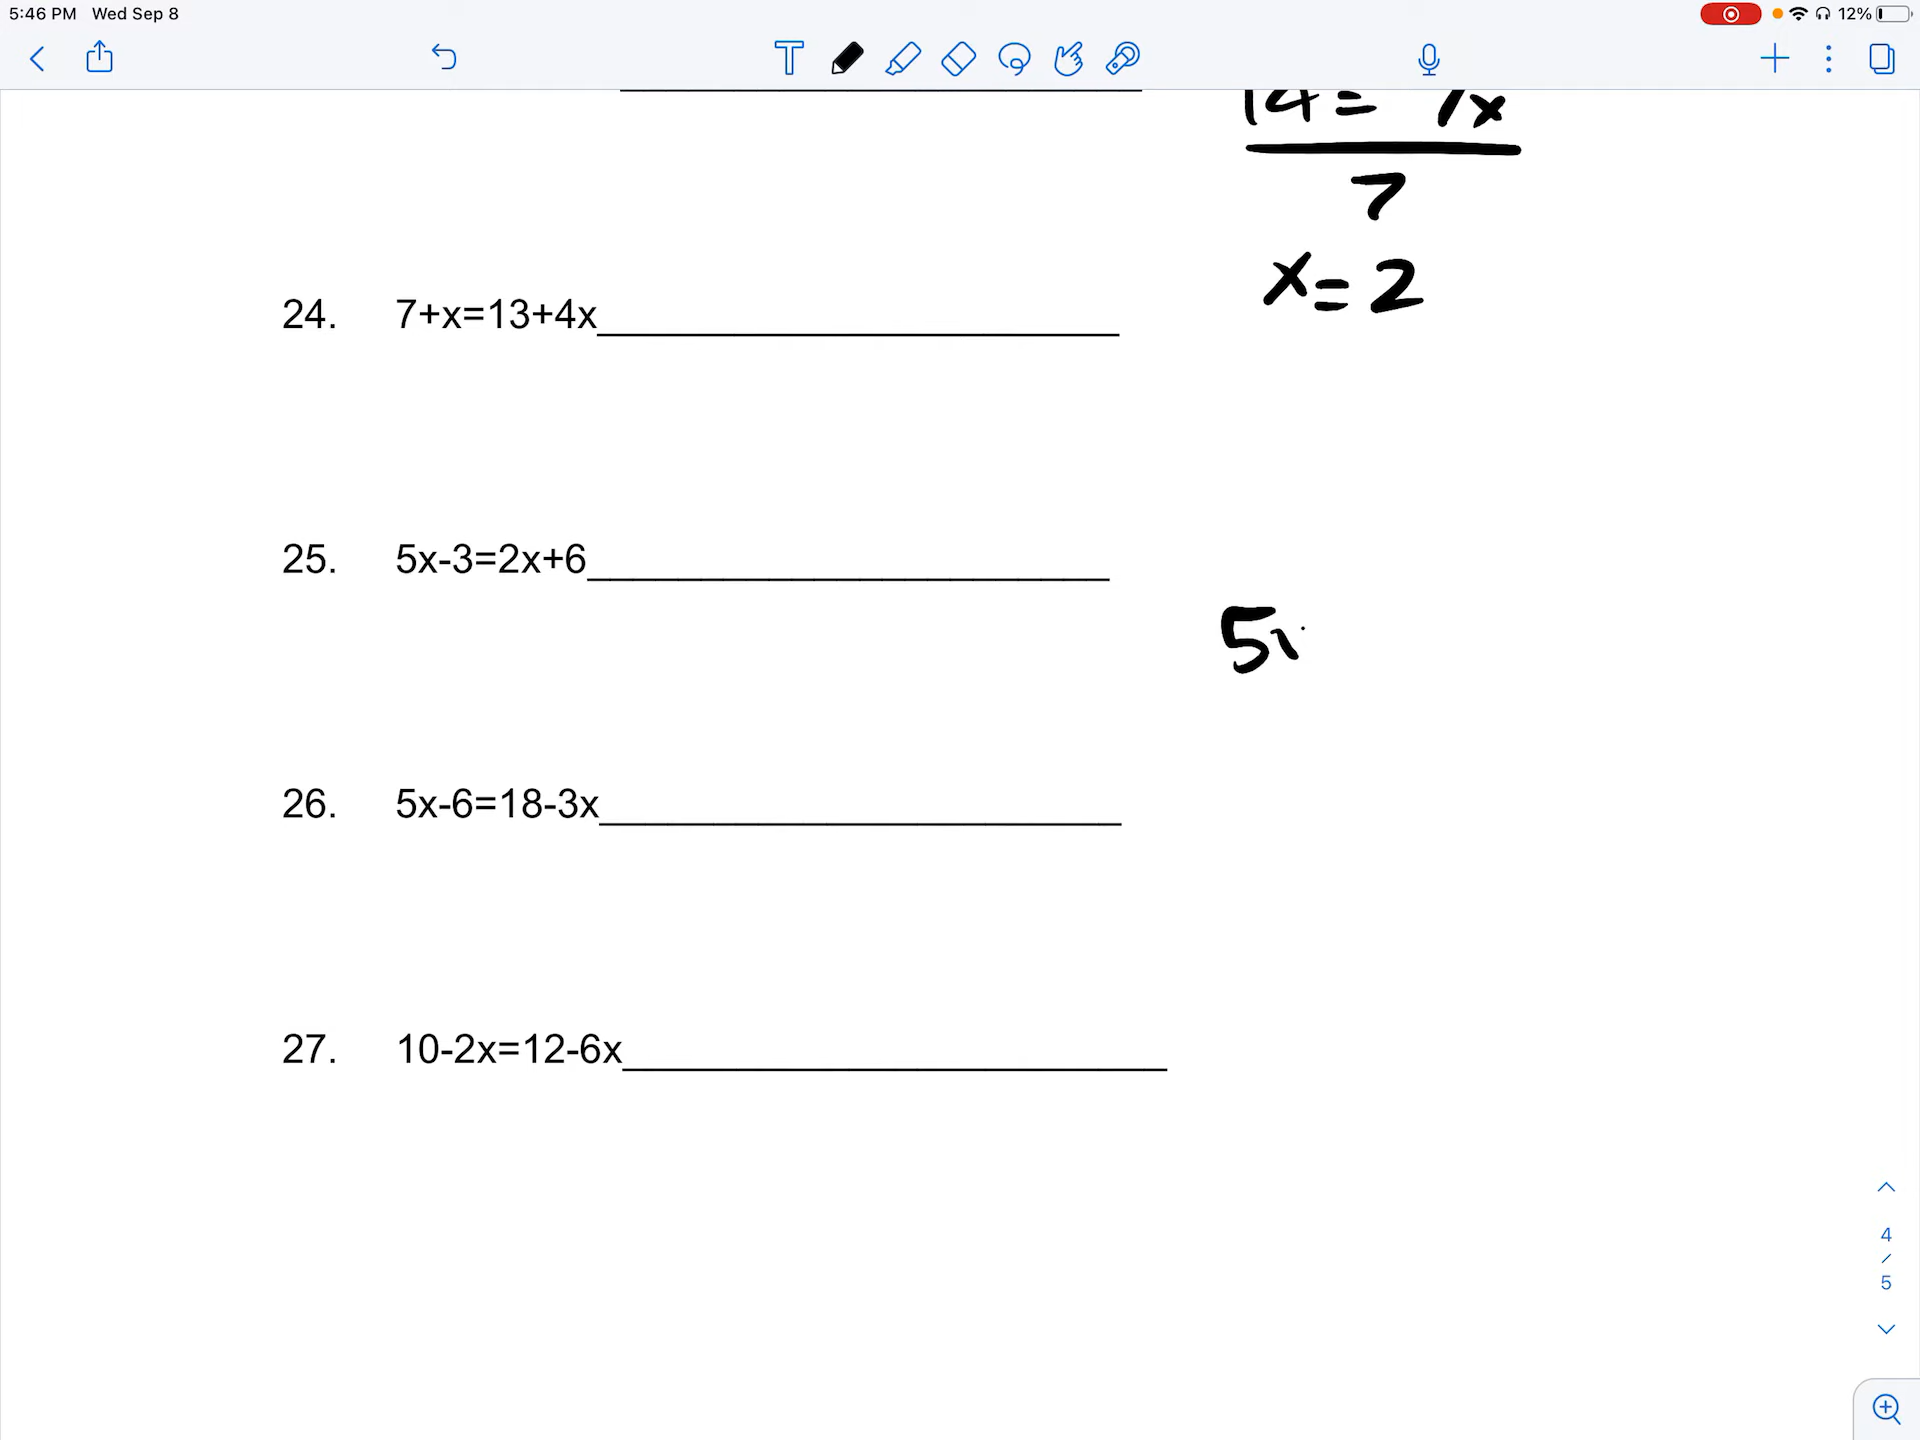 5:46 PM Wed Sep 8
12%
14= 7x
7
x=2
24. 7+x=13+4x
25. 5x-3=2x+6
5x
26. 5x-6=18-3x
27. 10-2x=12-6x
4
/
5